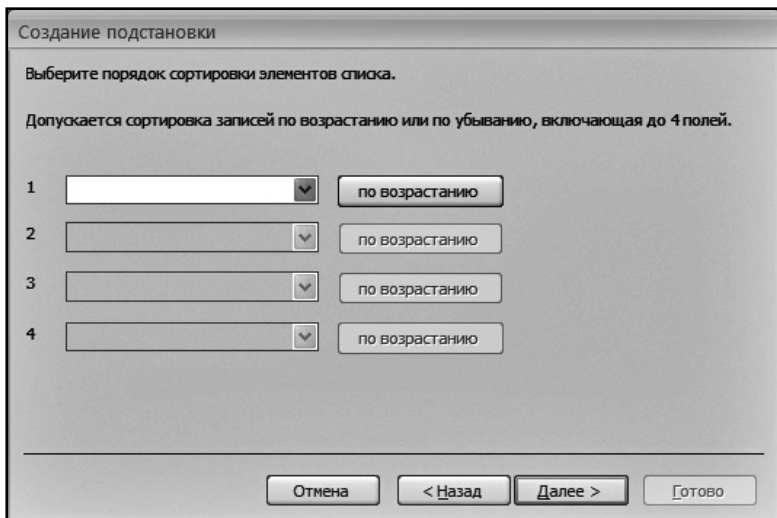 Создание подстановки
Выберите порядок сортировки элементов списка.
Допускается сортировка записей по возрастанию или по убыванию, включающая до 4 полей.
1 по возрастанию
2 по возрастанию
3 по возрастанию
4 по возрастанию
Отмена < Назад Далее > Готово